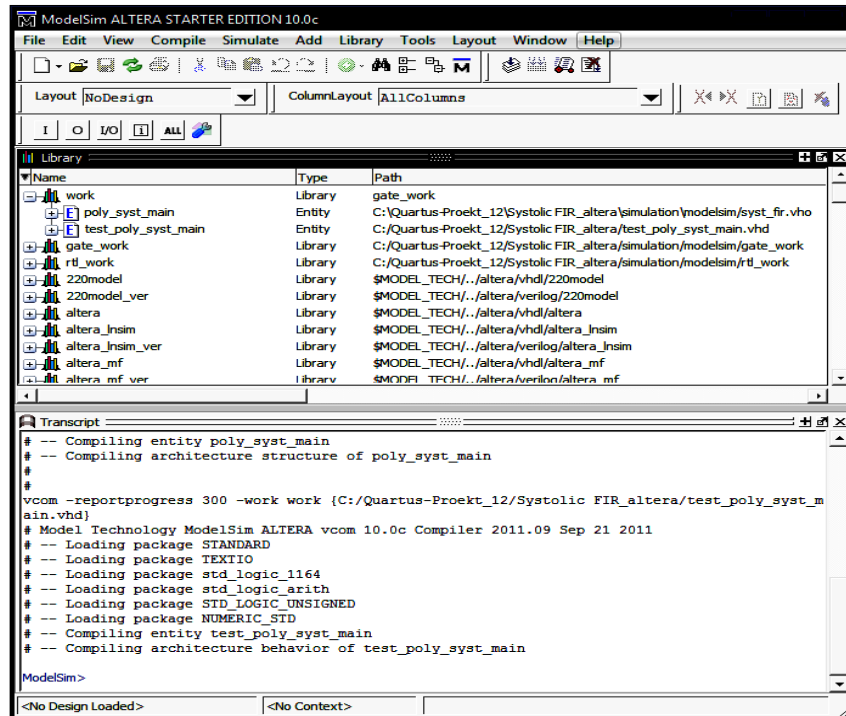 ModelSim ALTERA STARTER EDITION 10.0c
File Edit View Compile Simulate Add Library Tools Layout Window Help
Layout NoDesign ColumnLayout AllColumns
I O I/O i ALL
Library
Name Type Path
work Library gate_work
E poly_syst_main Entity C:\Quartus-Proekt_12\Systolic FIR_altera\simulation\modelsim/syst_fir.vho
E test_poly_syst_main Entity C:/Quartus-Proekt_12/Systolic FIR_altera/test_poly_syst_main.vhd
gate_work Library C:/Quartus-Proekt_12/Systolic FIR_altera/simulation/modelsim/gate_work
rtl_work Library C:/Quartus-Proekt_12/Systolic FIR_altera/simulation/modelsim/rtl_work
220model Library $MODEL_TECH/../altera/vhdl/220model
220model_ver Library $MODEL_TECH/../altera/verilog/220model
altera Library $MODEL_TECH/../altera/vhdl/altera
altera_lnsim Library $MODEL_TECH/../altera/vhdl/altera_lnsim
altera_lnsim_ver Library $MODEL_TECH/../altera/verilog/altera_lnsim
altera_mf Library $MODEL_TECH/../altera/vhdl/altera_mf
altera_mf_ver Library $MODEL_TECH/../altera/verilog/altera_mf
Transcript
# -- Compiling entity poly_syst_main
# -- Compiling architecture structure of poly_syst_main
#
#
vcom -reportprogress 300 -work work {C:/Quartus-Proekt_12/Systolic FIR_altera/test_poly_syst_m
ain.vhd}
# Model Technology ModelSim ALTERA vcom 10.0c Compiler 2011.09 Sep 21 2011
# -- Loading package STANDARD
# -- Loading package TEXTIO
# -- Loading package std_logic_1164
# -- Loading package std_logic_arith
# -- Loading package STD_LOGIC_UNSIGNED
# -- Loading package NUMERIC_STD
# -- Compiling entity test_poly_syst_main
# -- Compiling architecture behavior of test_poly_syst_main
ModelSim>
<No Design Loaded> <No Context>